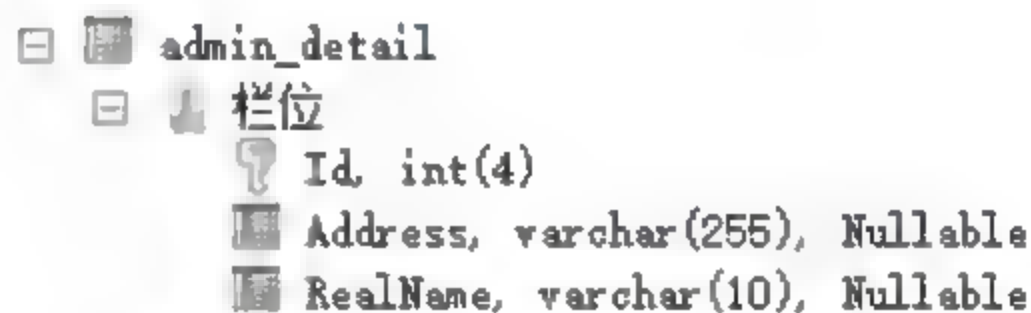 admin_detail
栏位
Id, int(4)
Address, varchar(255), Nullable
RealName, varchar(10), Nullable